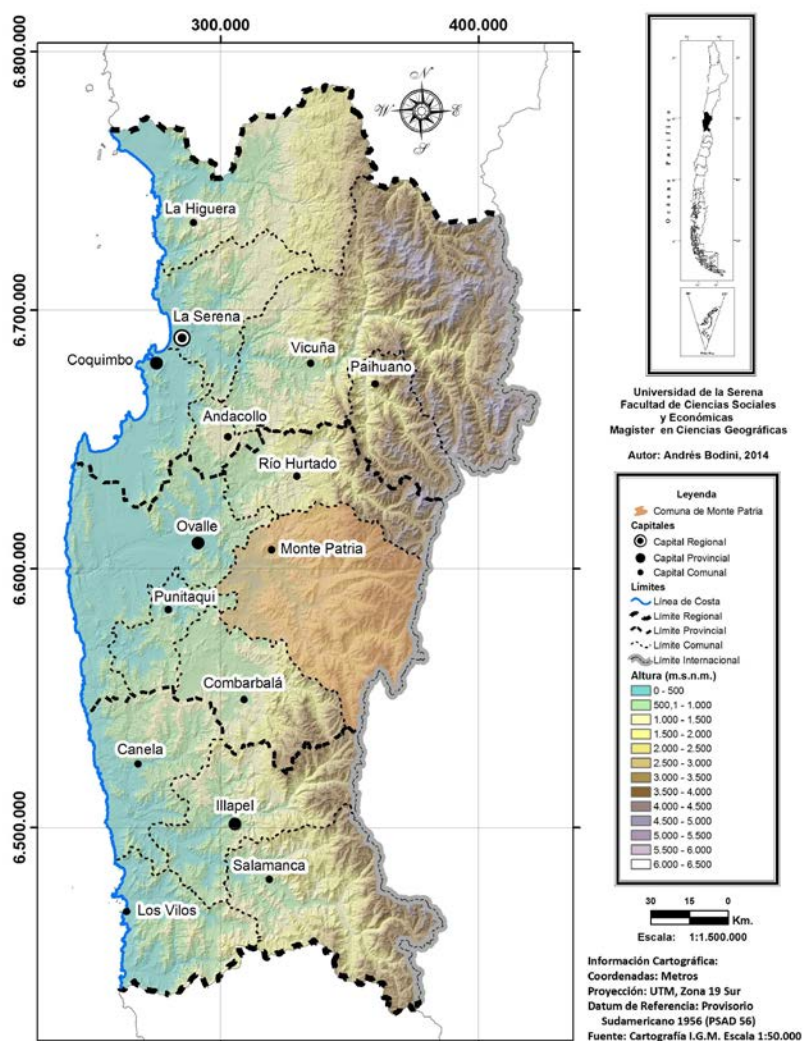 300.000
400.000
6.800.000
6.700.000
6.600.000
6.500.000
N
W
E
S
La Higuera
La Serena
Coquimbo
Vicuña
Paihuano
Andacollo
Río Hurtado
Ovalle
Monte Patria
Punitaqui
Combarbalá
Canela
Illapel
Salamanca
Los Vilos
Océano Pacífico
Universidad de la Serena
Facultad de Ciencias Sociales
y Económicas
Magíster en Ciencias Geográficas
Autor: Andrés Bodini, 2014
Leyenda
Comuna de Monte Patria
Capitales
Capital Regional
Capital Provincial
Capital Comunal
Límites
Línea de Costa
Límite Regional
Límite Provincial
Límite Comunal
Límite Internacional
Altura (m.s.n.m.)
0 - 500
500,1 - 1.000
1.000 - 1.500
1.500 - 2.000
2.000 - 2.500
2.500 - 3.000
3.000 - 3.500
3.500 - 4.000
4.000 - 4.500
4.500 - 5.000
5.000 - 5.500
5.500 - 6.000
6.000 - 6.500
30 15 0
Km.
Escala: 1:1.500.000
Información Cartográfica:
Coordenadas: Metros
Proyección: UTM, Zona 19 Sur
Datum de Referencia: Provisorio
Sudamericano 1956 (PSAD 56)
Fuente: Cartografía I.G.M. Escala 1:50.000